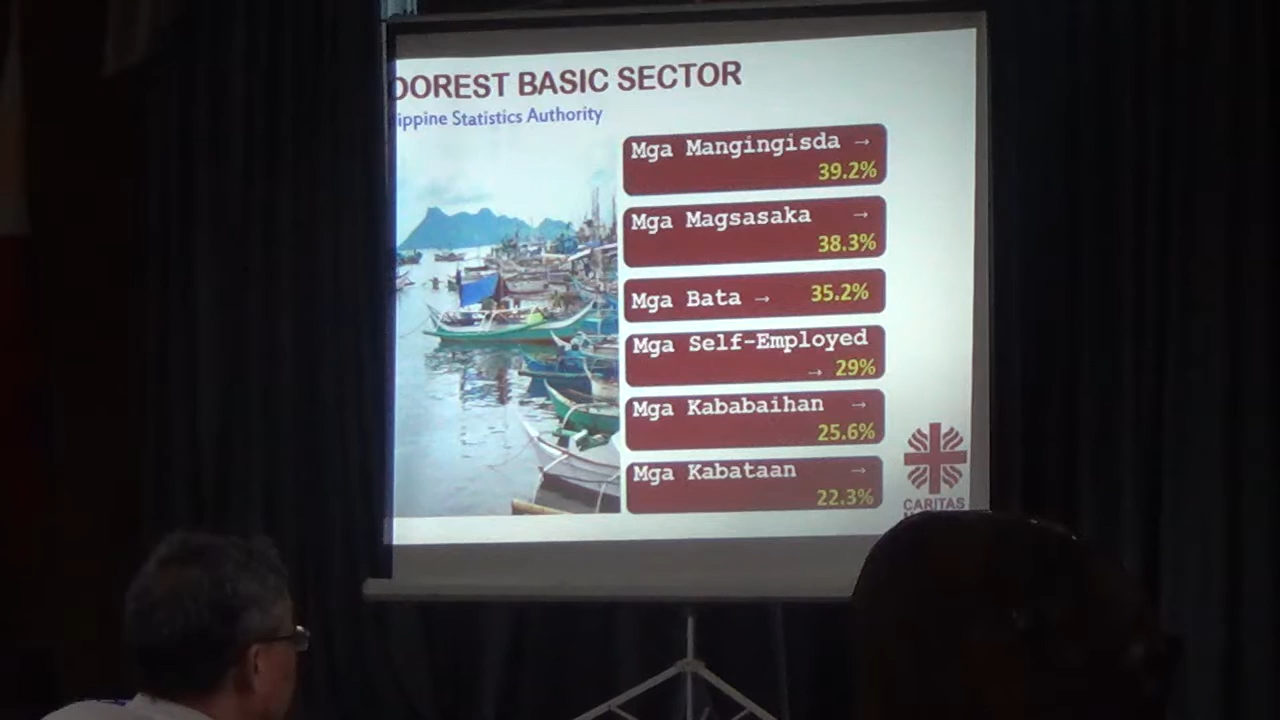 OOREST BASIC SECTOR
ippine Statistics Authority
Mga Mangingisda →
39.2%
Mga Magsasaka →
38.3%
Mga Bata → 35.2%
Mga Self-Employed
→ 29%
Mga Kababaihan →
25.6%
Mga Kabataan →
22.3%
CARITAS